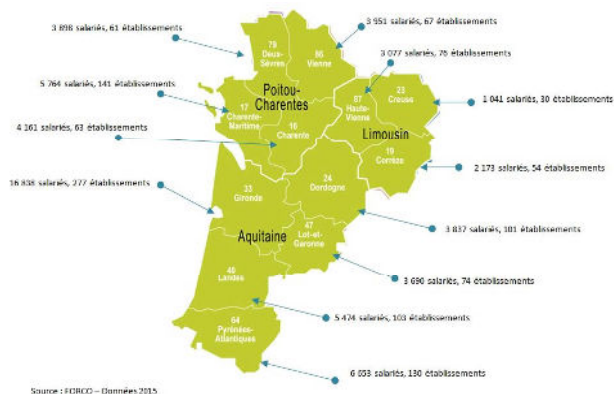 3 898 salariés, 61 établissements
3 951 salariés, 67 établissements
79
Deux-
Sèvres
86
Vienne
3 077 salariés, 76 établissements
5 764 salariés, 141 établissements
Poitou-
Charentes
87
Haute-
Vienne
23
Creuse
1 041 salariés, 30 établissements
17
Charente-
Maritime
4 161 salariés, 63 établissements
16
Charente
Limousin
19
Corrèze
2 173 salariés, 54 établissements
16 838 salariés, 277 établissements
33
Gironde
24
Dordogne
3 837 salariés, 101 établissements
Aquitaine
47
Lot-et-
Garonne
3 690 salariés, 74 établissements
40
Landes
5 474 salariés, 103 établissements
64
Pyrénées-
Atlantiques
6 653 salariés, 130 établissements
Source : FORCO – Données 2015